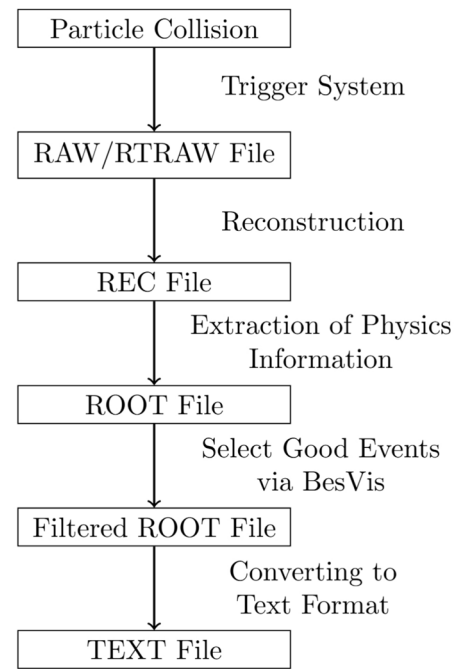 Particle Collision
Trigger System
RAW/RTRAW File
Reconstruction
REC File
Extraction of Physics
Information
ROOT File
Select Good Events
via BesVis
Filtered ROOT File
Converting to
Text Format
TEXT File